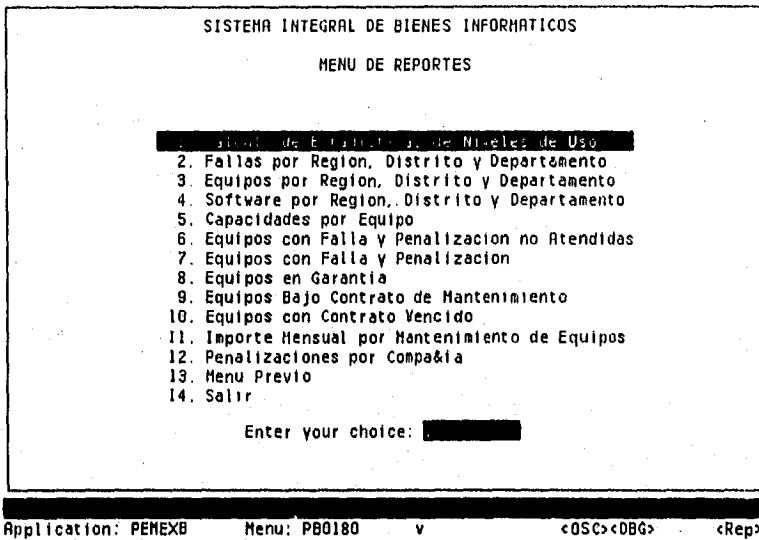 SISTEMA INTEGRAL DE BIENES INFORMATICOS
MENU DE REPORTES
de Niveles de Uso
2. Fallas por Region, Distrito y Departamento
3. Equipos por Region, Distrito y Departamento
4. Software por Region, Distrito y Departamento
5. Capacidades por Equipo
6. Equipos con Falla y Penalizacion no Atendidas
7. Equipos con Falla y Penalizacion
8. Equipos en Garantia
9. Equipos Bajo Contrato de Mantenimiento
10. Equipos con Contrato Vencido
11. Importe Mensual por Mantenimiento de Equipos
12. Penalizaciones por Compa&ia
13. Menu Previo
14. Salir
Enter your choice:
Application: PEMEXB Menu: PB0180 v <OSC><DBG> <Rep>